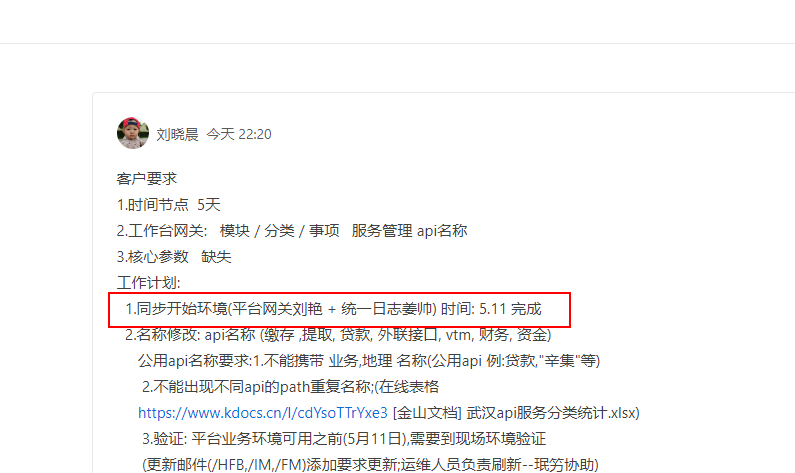 刘晓晨 今天 22:20
客户要求
1.时间节点 5天
2.工作台网关: 模块 / 分类 / 事项 服务管理 api名称
3.核心参数 缺失
工作计划:
1.同步开始环境(平台网关刘艳 + 统一日志姜帅) 时间: 5.11 完成
2.名称修改: api名称 (缴存 ,提取, 贷款, 外联接口, vtm, 财务, 资金)
公用api名称要求:1.不能携带 业务,地理 名称(公用api 例:贷款,"辛集"等)
2.不能出现不同api的path重复名称;(在线表格
https://www.kdocs.cn/l/cdYsoTTrYxe3 [金山文档] 武汉api服务分类统计.xlsx)
3.验证: 平台业务环境可用之前(5月11日),需要到现场环境验证
(更新邮件(/HFB,/IM,/FM)添加要求更新;运维人员负责刷新--珉竻协助)